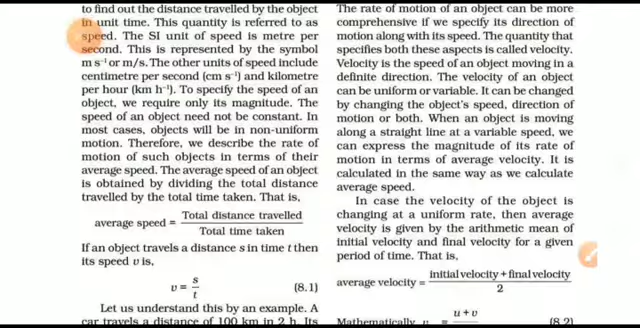 to find out the distance travelled by the object
in unit time. This quantity is referred to as
speed. The SI unit of speed is metre per
second. This is represented by the symbol
m s⁻¹ or m/s. The other units of speed include
centimetre per second (cm s⁻¹) and kilometre
per hour (km h⁻¹). To specify the speed of an
object, we require only its magnitude. The
speed of an object need not be constant. In
most cases, objects will be in non-uniform
motion. Therefore, we describe the rate of
motion of such objects in terms of their
average speed. The average speed of an object
is obtained by dividing the total distance
travelled by the total time taken. That is,
average speed = Total distance travelled / Total time taken
If an object travels a distance s in time t then
its speed v is,
v = s / t (8.1)
Let us understand this by an example. A
car travels a distance of 100 km in 2 h. Its
The rate of motion of an object can be more
comprehensive if we specify its direction of
motion along with its speed. The quantity that
specifies both these aspects is called velocity.
Velocity is the speed of an object moving in a
definite direction. The velocity of an object
can be uniform or variable. It can be changed
by changing the object's speed, direction of
motion or both. When an object is moving
along a straight line at a variable speed, we
can express the magnitude of its rate of
motion in terms of average velocity. It is
calculated in the same way as we calculate
average speed.
In case the velocity of the object is
changing at a uniform rate, then average
velocity is given by the arithmetic mean of
initial velocity and final velocity for a given
period of time. That is,
average velocity = initial velocity + final velocity / 2
Mathematically, = u + v (8.2)